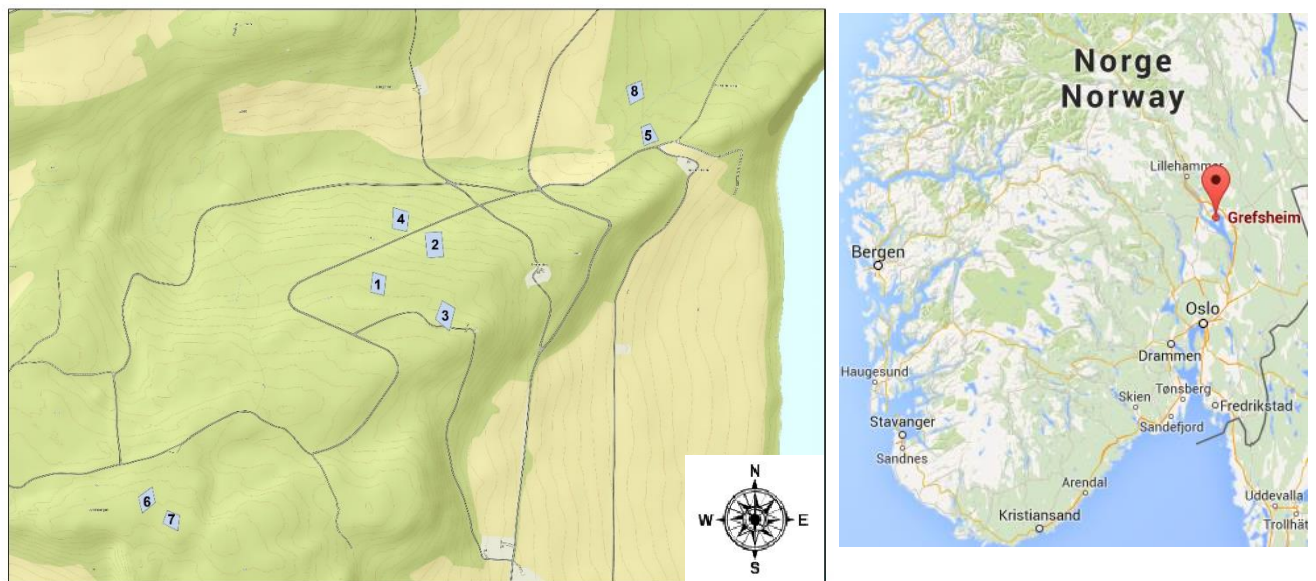 8
5
4
2
1
3
6
7
N
W E
S
Norge
Norway
Lillehammer
Grefsheim
Bergen
Oslo
Drammen
Haugesund
Skien
Tønsberg
Fredrikstad
Stavanger
Sandefjord
Sandnes
Arendal
Uddevalla
Kristiansand
Trollhät